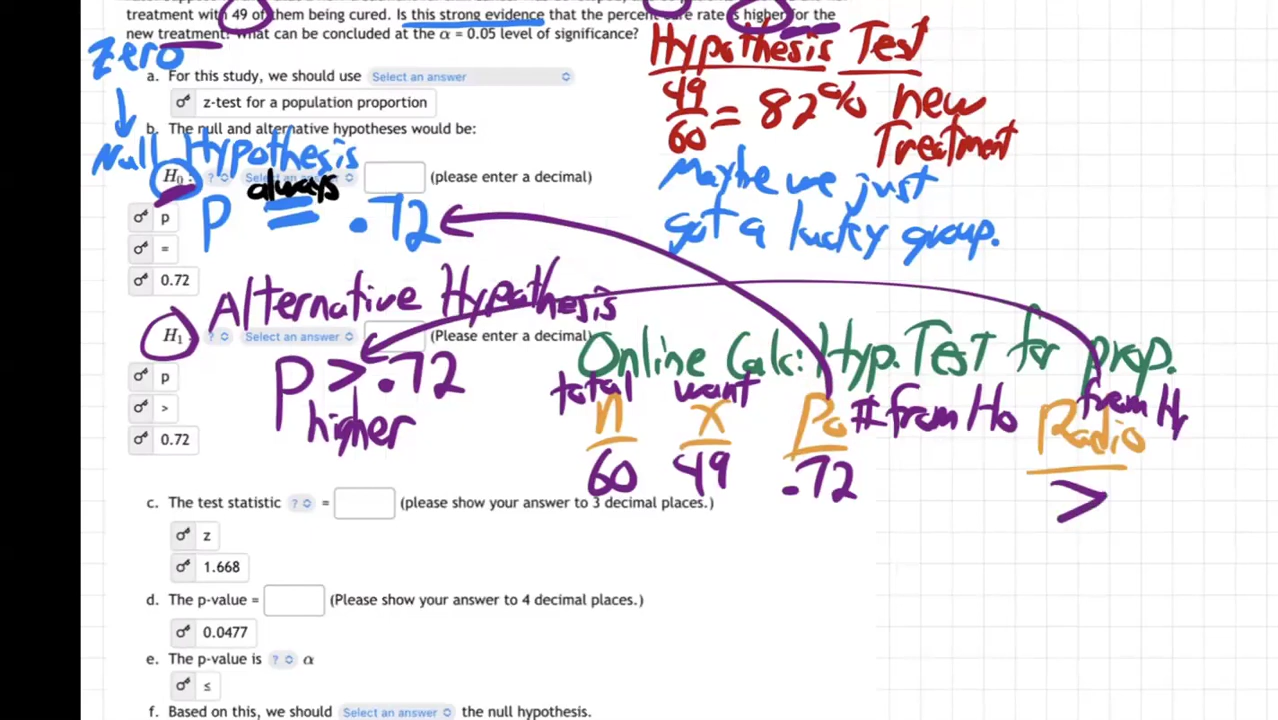 treatment with 49 of them being cured. Is this strong evidence that the percent cure rate is higher for the
new treatment? What can be concluded at the α = 0.05 level of significance?
zero
Hypothesis Test
a. For this study, we should use Select an answer
z-test for a population proportion
49/60 = 82% new Treatment
b. The null and alternative hypotheses would be:
Null Hypothesis
Maybe we just
got a lucky group.
H₀: ? Select an answer (please enter a decimal)
always
P = .72
p
=
0.72
Alternative Hypothesis
H₁ ? Select an answer (Please enter a decimal)
P > .72
higher
p
>
0.72
Online Calc: Hyp. Test for prop.
total want # from H₀ from H₁
n x P₀ Radio
60 49 .72 >
c. The test statistic ? = (please show your answer to 3 decimal places.)
z
1.668
d. The p-value = (Please show your answer to 4 decimal places.)
0.0477
e. The p-value is ? α
≤
f. Based on this, we should Select an answer the null hypothesis.